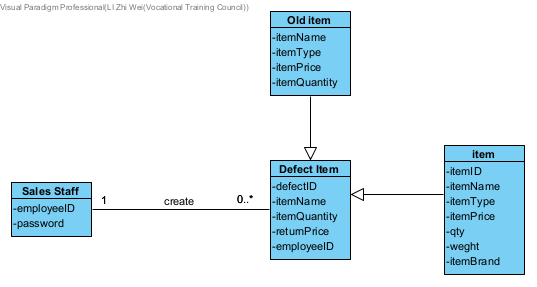 Visual Paradigm Professional(LI Zhi Wei(Vocational Training Council))
Old item
-itemName
-itemType
-itemPrice
-itemQuantity
Defect Item
-defectID
-itemName
-itemQuantity
-returnPrice
-employeeID
item
-itemID
-itemName
-itemType
-itemPrice
-qty
-weght
-itemBrand
Sales Staff
-employeeID
-password
1
create
0..*